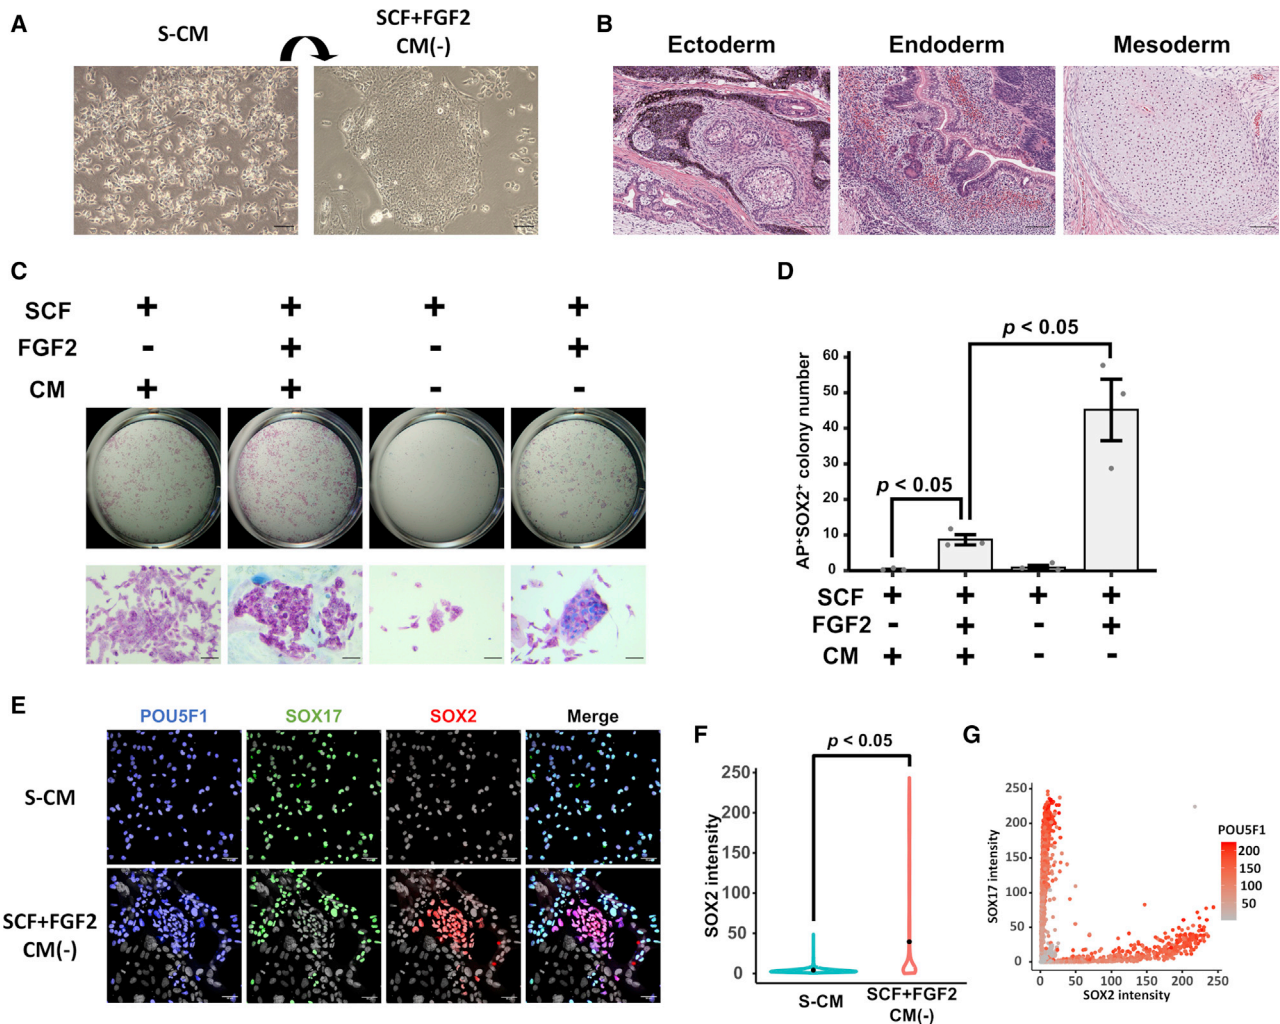 A
S-CM
SCF+FGF2
CM(-)
B
Ectoderm
Endoderm
Mesoderm
C
SCF + + + +
FGF2 - + - +
CM + + - -
D
AP+SOX2+ colony number
60
50
40
30
20
10
0
p < 0.05
p < 0.05
SCF + + + +
FGF2 - + - +
CM + + - -
E
POU5F1 SOX17 SOX2 Merge
S-CM
SCF+FGF2
CM(-)
F
p < 0.05
SOX2 intensity
250
200
150
100
50
0
S-CM
SCF+FGF2
CM(-)
G
SOX17 intensity
250
200
150
100
50
0
0 50 100 150 200 250
SOX2 intensity
POU5F1
200
150
100
50